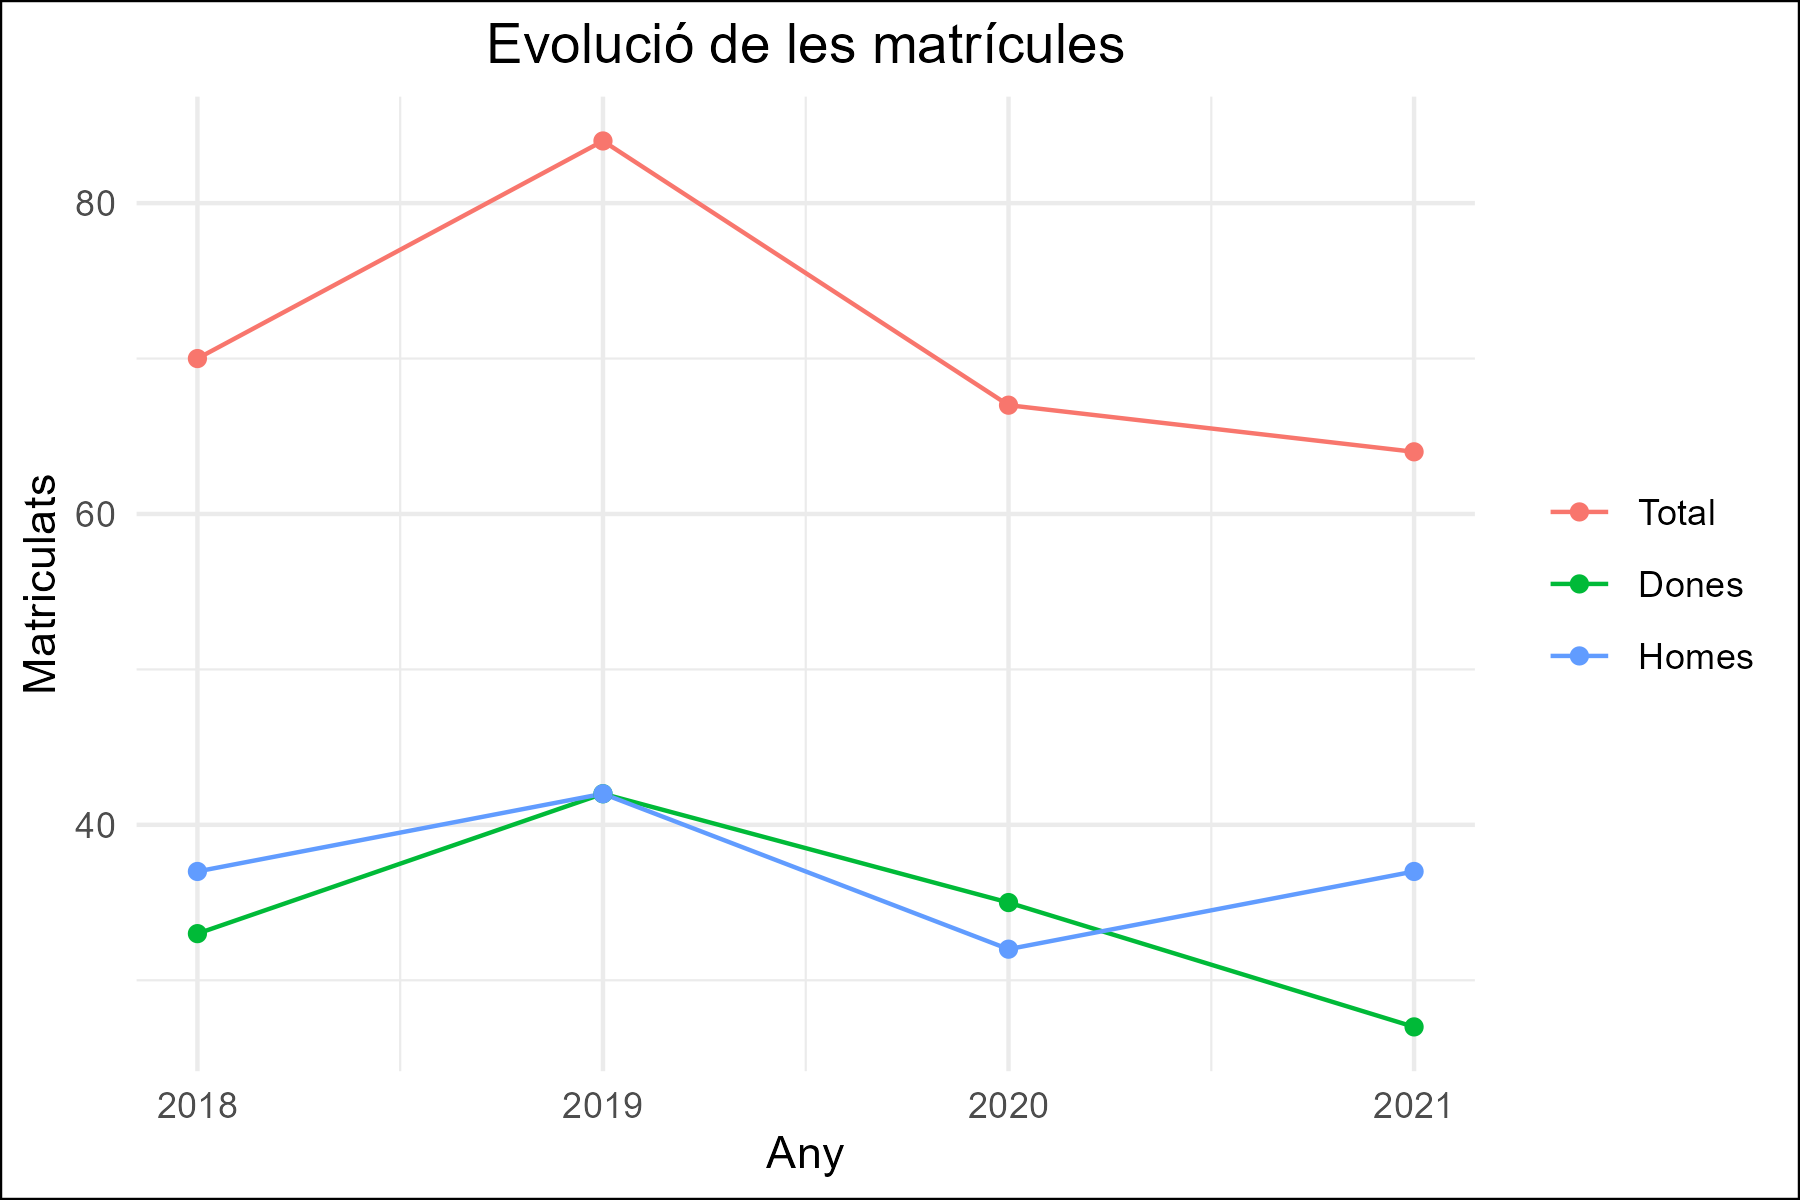 Evolució de les matrícules
80
60
40
Matriculats
2018 2019 2020 2021
Any
Total
Dones
Homes